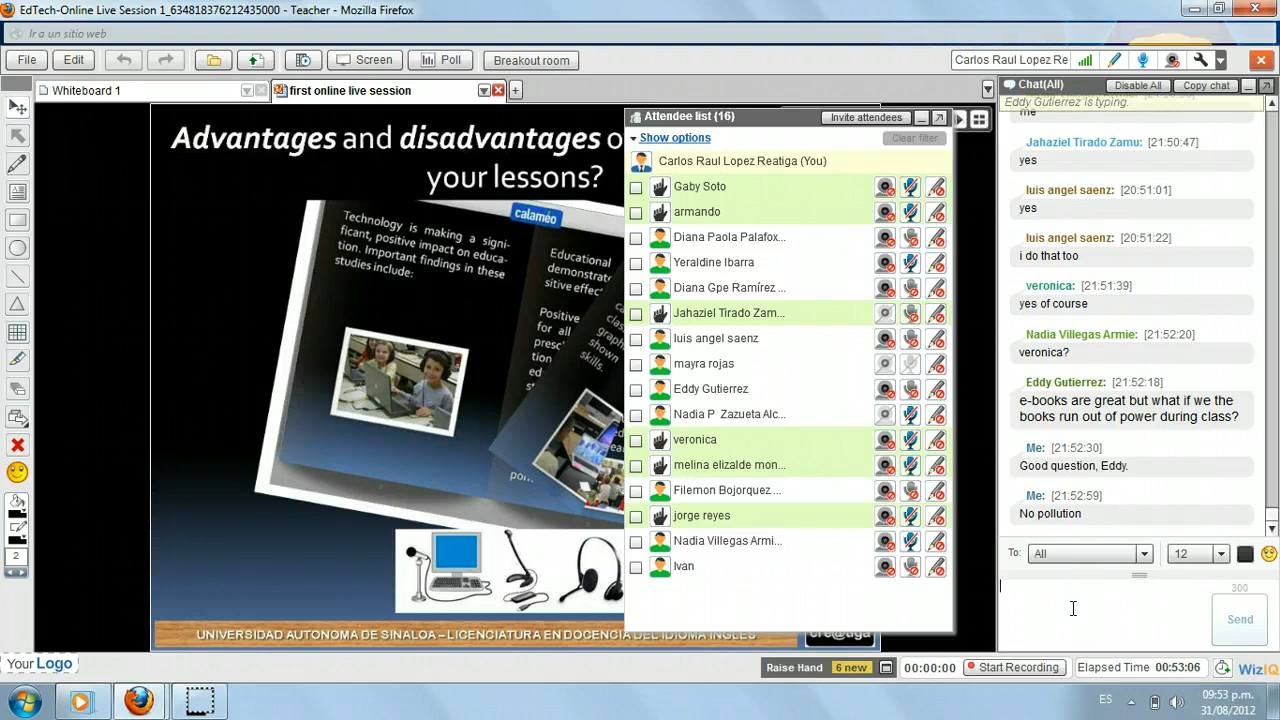 EdTech-Online Live Session 1_634818376212435000 - Teacher - Mozilla Firefox
Ir a un sitio web
File
Edit
Screen
Poll
Breakout room
Carlos Raul Lopez Re
Whiteboard 1
first online live session
Advantages and disadvantages o
your lessons?
calaméo
Technology is making a signi-
ficant, positive impact on educa-
tion. Important findings in these
studies include:
Educational
demonstrat
sitive effec
Positive
for all
presc
tion
ed
UNIVERSIDAD AUTONOMA DE SINALOA – LICENCIATURA EN DOCENCIA DEL IDIOMA INGLES
cre@tiga
Attendee list (16)
Invite attendees
Show options
Clear filter
Carlos Raul Lopez Reatiga (You)
Gaby Soto
armando
Diana Paola Palafox...
Yeraldine Ibarra
Diana Gpe Ramírez ...
Jahaziel Tirado Zam...
luis angel saenz
mayra rojas
Eddy Gutierrez
Nadia P Zazueta Alc...
veronica
melina elizalde mon...
Filemon Bojorquez ...
jorge reyes
Nadia Villegas Armi...
Ivan
Chat(All)
Disable All
Copy chat
Eddy Gutierrez is typing.
me
Jahaziel Tirado Zamu: [21:50:47]
yes
luis angel saenz: [20:51:01]
yes
luis angel saenz: [20:51:22]
i do that too
veronica: [21:51:39]
yes of course
Nadia Villegas Armie: [21:52:20]
veronica?
Eddy Gutierrez: [21:52:18]
e-books are great but what if we the
books run out of power during class?
Me: [21:52:30]
Good question, Eddy.
Me: [21:52:59]
No pollution
To:
All
12
300
Send
2
Your Logo
Raise Hand
6 new
00:00:00
Start Recording
Elapsed Time
00:53:06
WizIQ
ES
09:53 p.m.
31/08/2012